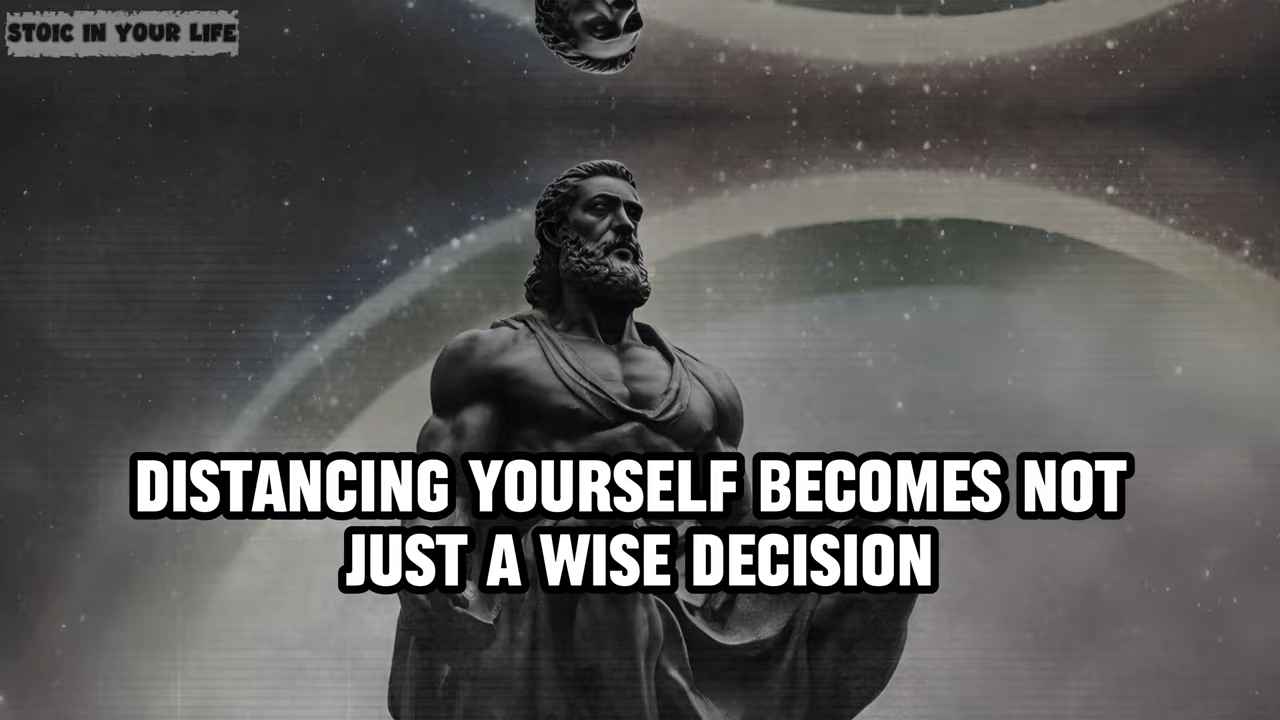 STOIC IN YOUR LIFE
DISTANCING YOURSELF BECOMES NOT
JUST A WISE DECISION